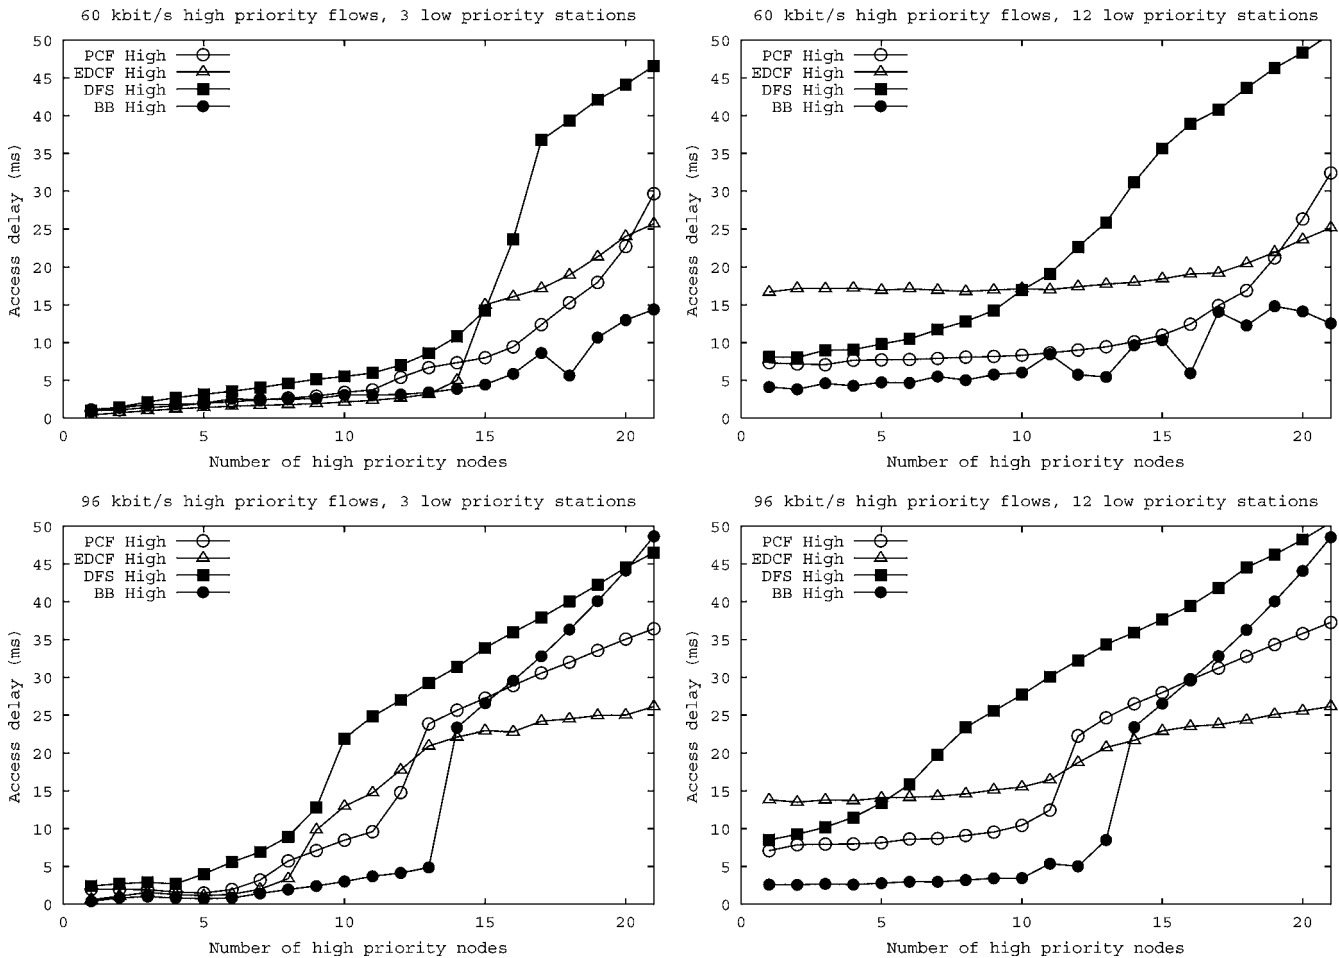 60 kbit/s high priority flows, 3 low priority stations
50
45
40
35
30
25
20
15
10
5
0
Access delay (ms)
PCF High
EDCF High
DFS High
BB High
0 5 10 15 20
Number of high priority nodes
60 kbit/s high priority flows, 12 low priority stations
50
45
40
35
30
25
20
15
10
5
0
Access delay (ms)
PCF High
EDCF High
DFS High
BB High
0 5 10 15 20
Number of high priority nodes
96 kbit/s high priority flows, 3 low priority stations
50
45
40
35
30
25
20
15
10
5
0
Access delay (ms)
PCF High
EDCF High
DFS High
BB High
0 5 10 15 20
Number of high priority nodes
96 kbit/s high priority flows, 12 low priority stations
50
45
40
35
30
25
20
15
10
5
0
Access delay (ms)
PCF High
EDCF High
DFS High
BB High
0 5 10 15 20
Number of high priority nodes